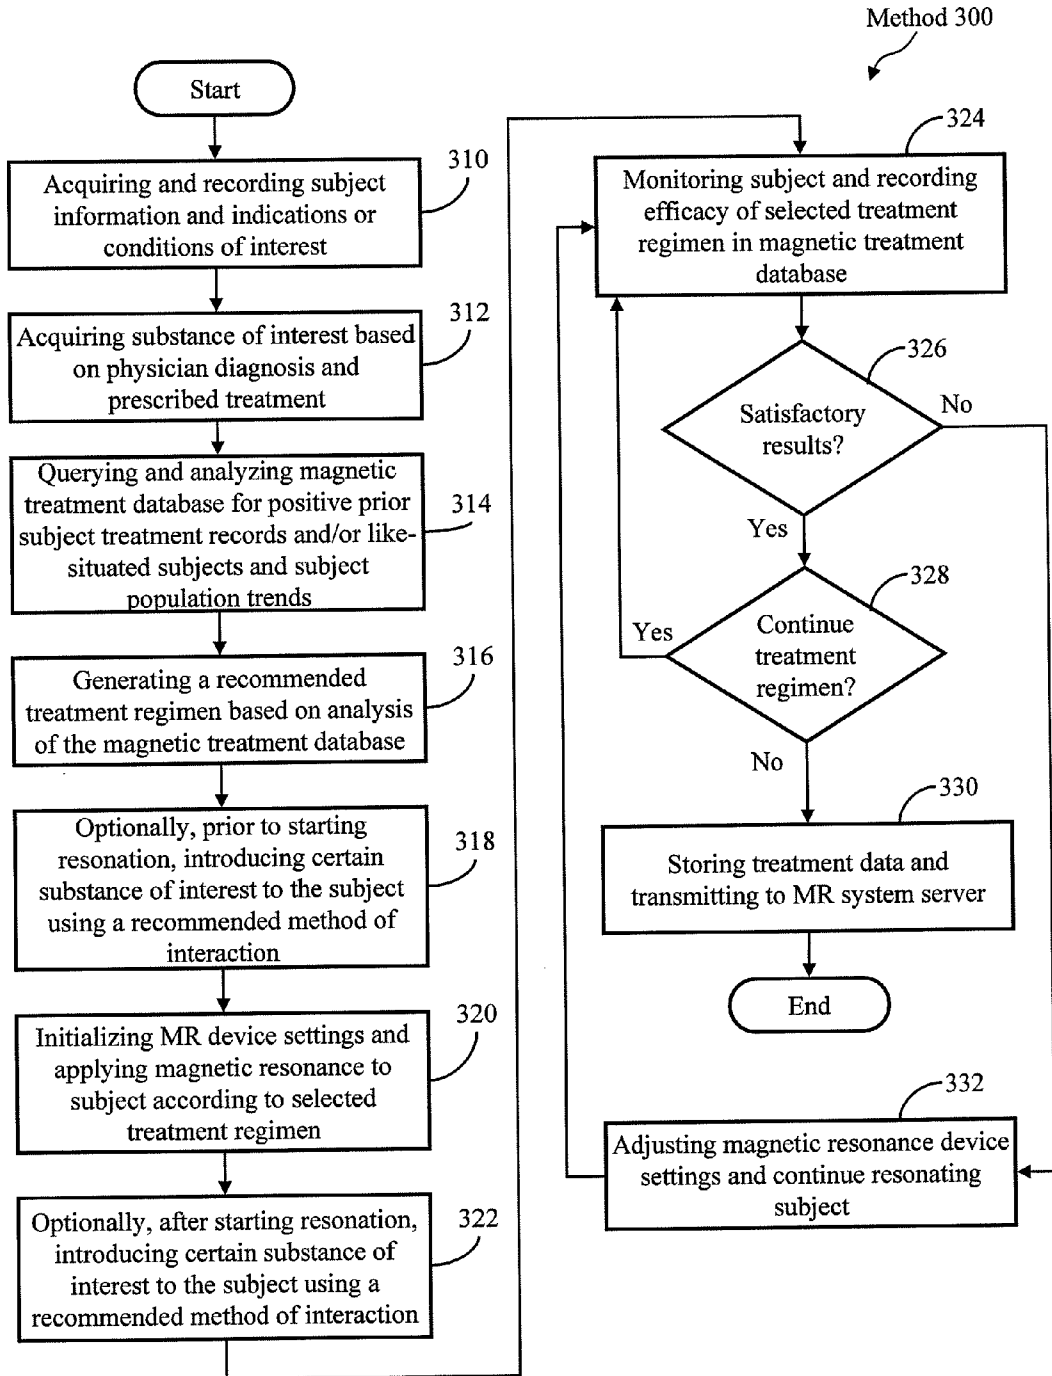 Method 300
Start
310
Acquiring and recording subject
information and indications or
conditions of interest
312
Acquiring substance of interest based
on physician diagnosis and
prescribed treatment
314
Querying and analyzing magnetic
treatment database for positive prior
subject treatment records and/or like-
situated subjects and subject
population trends
316
Generating a recommended
treatment regimen based on analysis
of the magnetic treatment database
318
Optionally, prior to starting
resonation, introducing certain
substance of interest to the subject
using a recommended method of
interaction
320
Initializing MR device settings and
applying magnetic resonance to
subject according to selected
treatment regimen
322
Optionally, after starting resonation,
introducing certain substance of
interest to the subject using a
recommended method of interaction
324
Monitoring subject and recording
efficacy of selected treatment
regimen in magnetic treatment
database
326
Satisfactory
results?
No
Yes
328
Continue
treatment
regimen?
Yes
No
330
Storing treatment data and
transmitting to MR system server
End
332
Adjusting magnetic resonance device
settings and continue resonating
subject